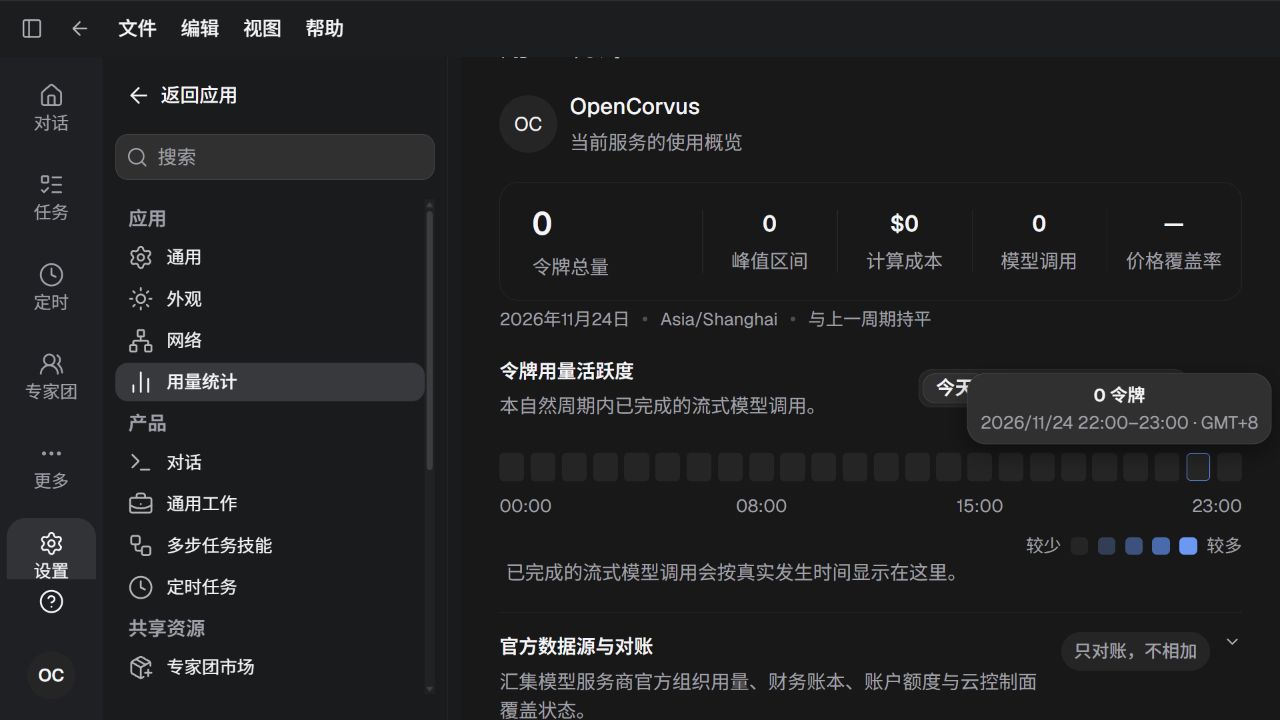 文件 编辑 视图 帮助
对话
任务
定时
专家团
更多
设置
OC
返回应用
搜索
应用
通用
外观
网络
用量统计
产品
对话
通用工作
多步任务技能
定时任务
共享资源
专家团市场
OC
OpenCorvus
当前服务的使用概览
0
令牌总量
0
峰值区间
$0
计算成本
0
模型调用
—
价格覆盖率
2026年11月24日 • Asia/Shanghai • 与上一周期持平
令牌用量活跃度
本自然周期内已完成的流式模型调用。
今天
0 令牌
2026/11/24 22:00–23:00 · GMT+8
00:00 08:00 15:00 23:00
较少 较多
已完成的流式模型调用会按真实发生时间显示在这里。
官方数据源与对账
只对账，不相加
汇集模型服务商官方组织用量、财务账本、账户额度与云控制面
覆盖状态。